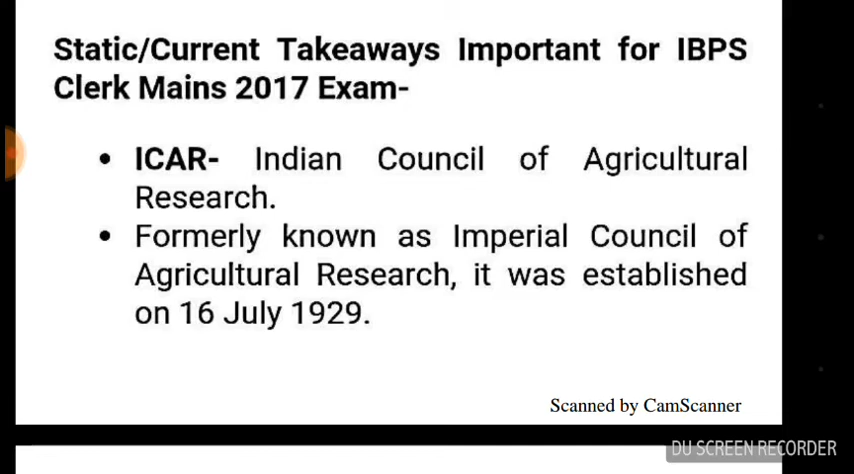 Static/Current Takeaways Important for IBPS
Clerk Mains 2017 Exam-
• ICAR- Indian Council of Agricultural
Research.
• Formerly known as Imperial Council of
Agricultural Research, it was established
on 16 July 1929.
Scanned by CamScanner
DU SCREEN RECORDER